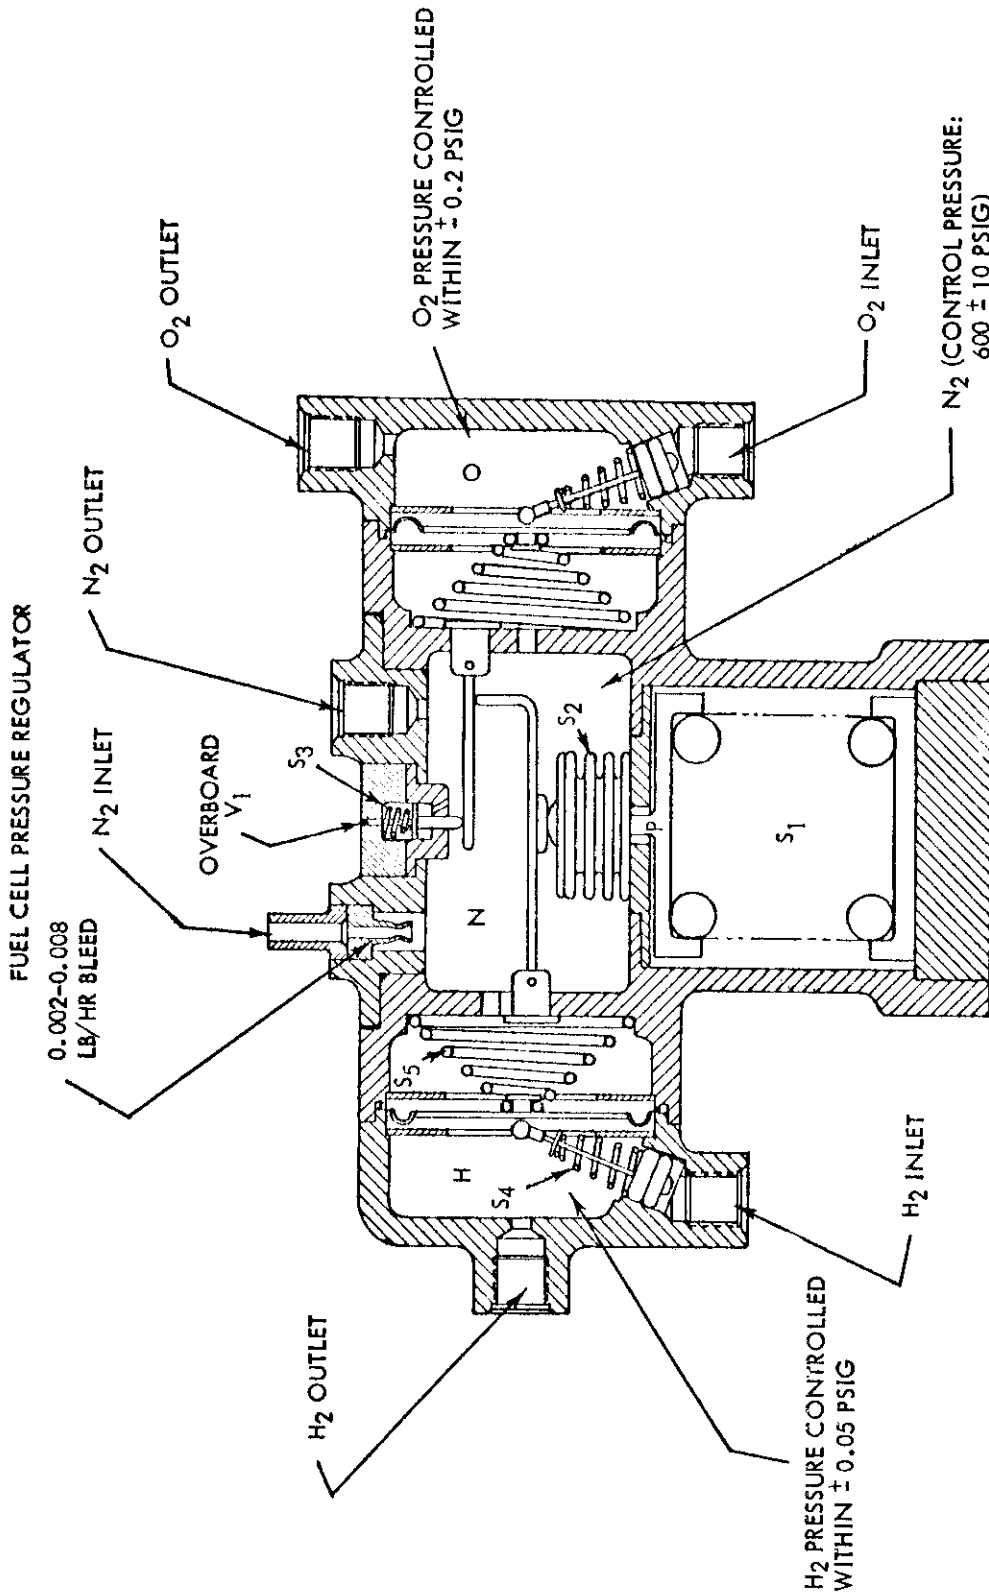 FUEL CELL PRESSURE REGULATOR
0.002-0.008
LB/HR BLEED
N2 INLET
OVERBOARD
V1
S3
N2 OUTLET
O2 OUTLET
O2 PRESSURE CONTROLLED
WITHIN ± 0.2 PSIG
O
N
H
S5
S4
S2
P
S1
H2 OUTLET
H2 INLET
O2 INLET
H2 PRESSURE CONTROLLED
WITHIN ± 0.05 PSIG
N2 (CONTROL PRESSURE:
600 ± 10 PSIG)